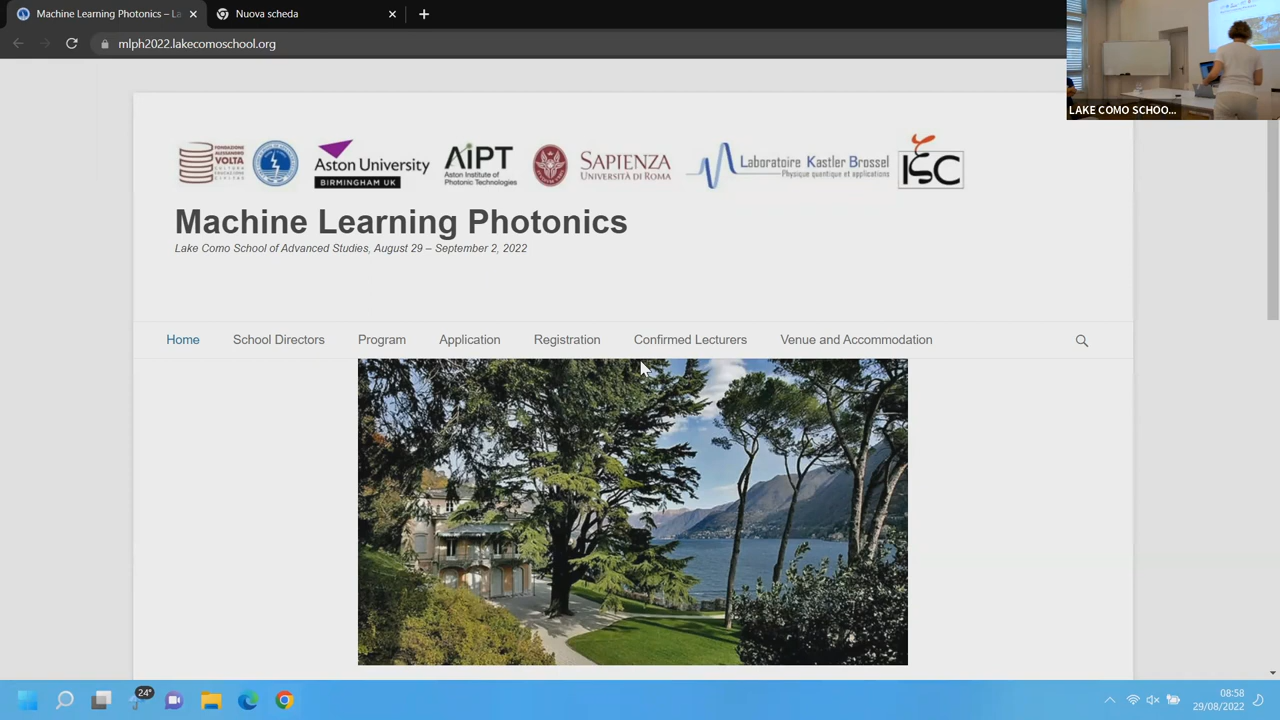 Machine Learning Photonics – La
Nuova scheda
mlph2022.lakecomoschool.org
LAKE COMO SCHOO...
FONDAZIONE
ALESSANDRO
VOLTA
Aston University
BIRMINGHAM UK
AiPT
Aston Institute of
Photonic Technologies
SAPIENZA
UNIVERSITÀ DI ROMA
Laboratoire Kastler Brossel
Physique quantique et applications
ISC
Machine Learning Photonics
Lake Como School of Advanced Studies, August 29 – September 2, 2022
Home
School Directors
Program
Application
Registration
Confirmed Lecturers
Venue and Accommodation
24°
08:58
29/08/2022